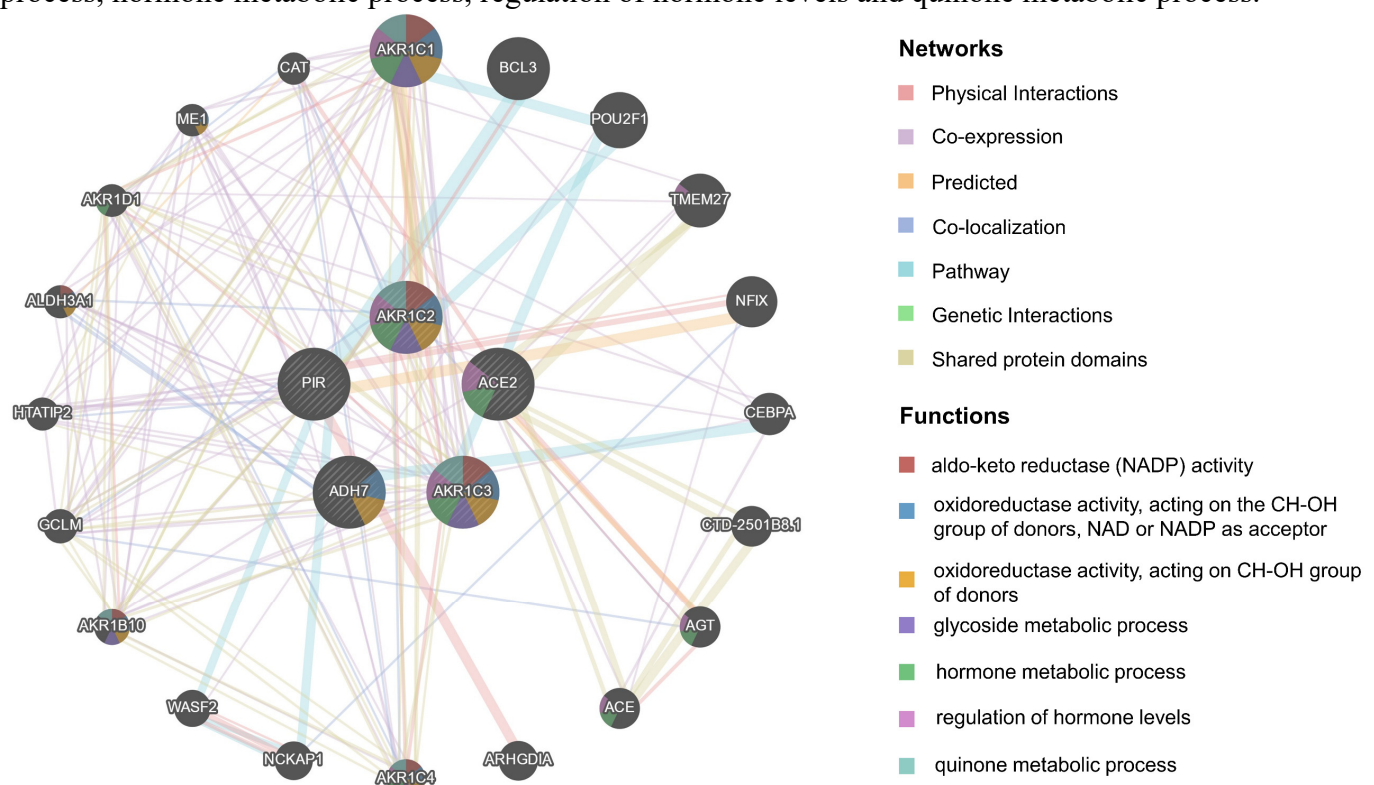 process, hormone metabolic process, regulation of hormone levels and quinone metabolic process.
AKR1C1
CAT
BCL3
POU2F1
ME1
TMEM27
AKR1D1
ALDH3A1
NFIX
AKR1C2
PIR
ACE2
HTATIP2
CEBPA
ADH7
AKR1C3
GCLM
CTD-2501B8.1
AKR1B10
AGT
WASF2
ACE
NCKAP1
ARHGDIA
AKR1C4
Networks
Physical Interactions
Co-expression
Predicted
Co-localization
Pathway
Genetic Interactions
Shared protein domains
Functions
aldo-keto reductase (NADP) activity
oxidoreductase activity, acting on the CH-OH
group of donors, NAD or NADP as acceptor
oxidoreductase activity, acting on CH-OH group
of donors
glycoside metabolic process
hormone metabolic process
regulation of hormone levels
quinone metabolic process